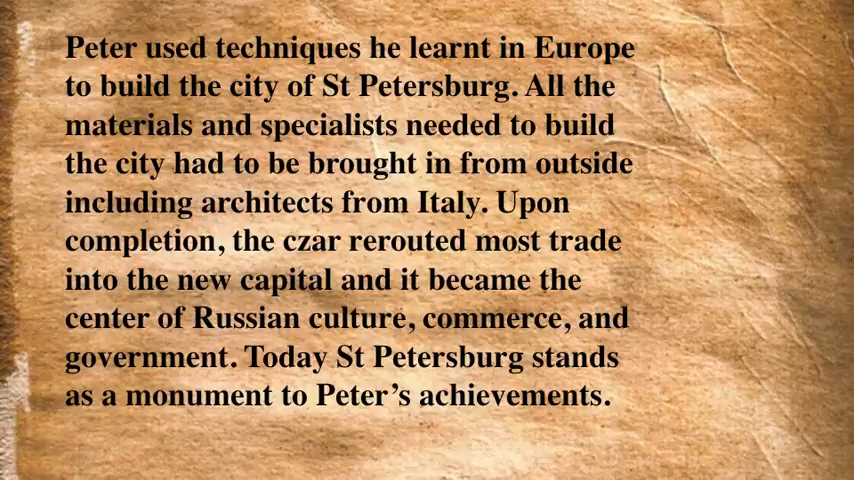 Peter used techniques he learnt in Europe
to build the city of St Petersburg. All the
materials and specialists needed to build
the city had to be brought in from outside
including architects from Italy. Upon
completion, the czar rerouted most trade
into the new capital and it became the
center of Russian culture, commerce, and
government. Today St Petersburg stands
as a monument to Peter’s achievements.